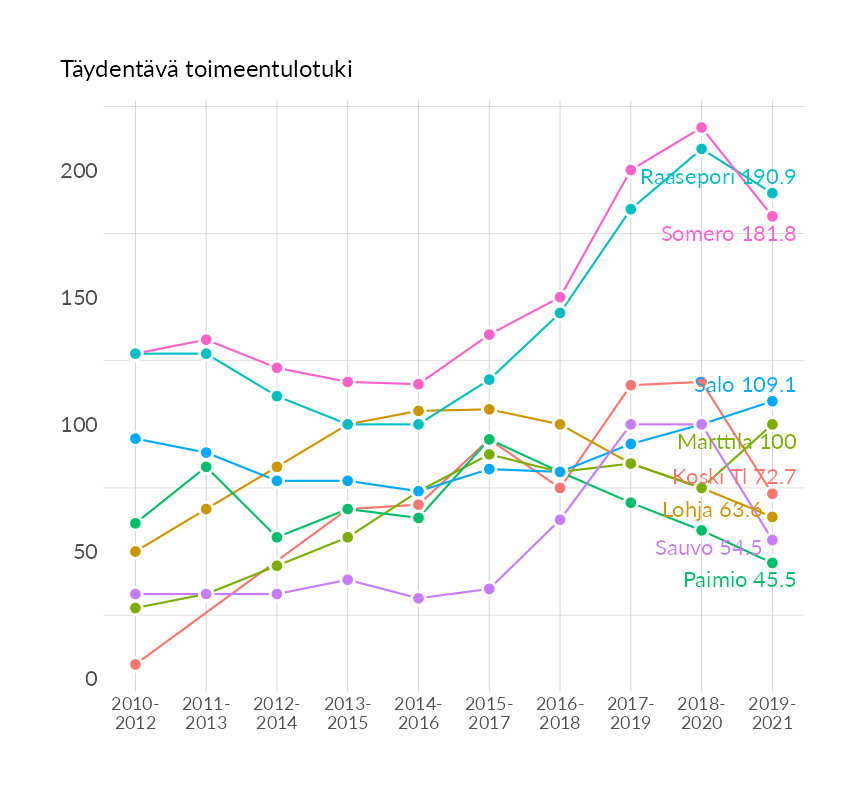 Täydentävä toimeentulotuki
200
150
100
50
0
Raasepori 190.9
Somero 181.8
Salo 109.1
Marttila 100
Koski Tl 72.7
Lohja 63.6
Sauvo 54.5
Paimio 45.5
2010- 2011- 2012- 2013- 2014- 2015- 2016- 2017- 2018- 2019-
2012 2013 2014 2015 2016 2017 2018 2019 2020 2021